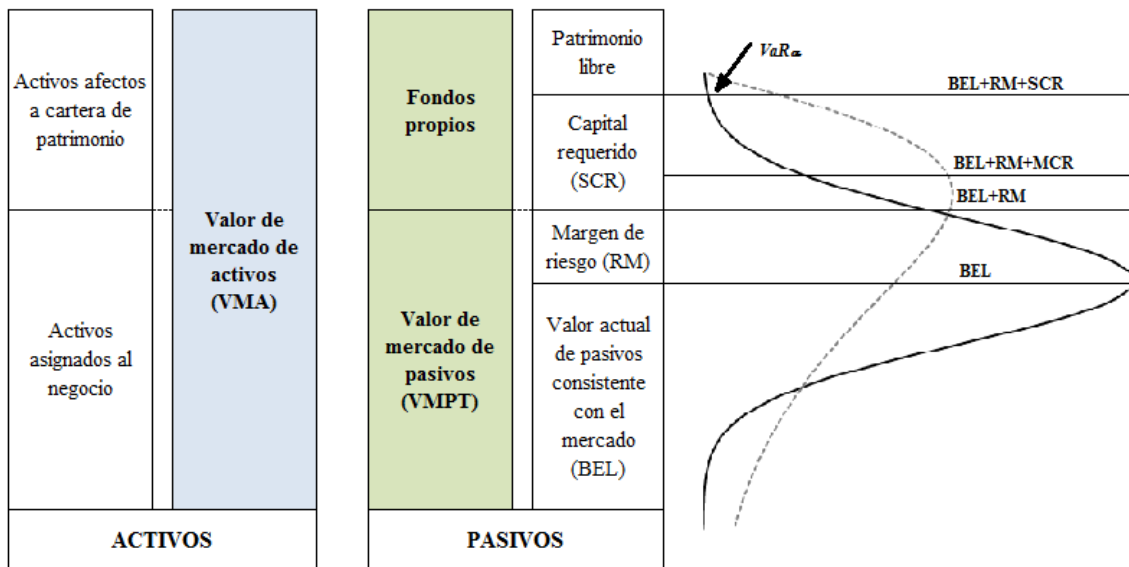 Activos afectos
a cartera de
patrimonio
Activos
asignados al
negocio
Valor de
mercado de
activos
(VMA)
ACTIVOS
Fondos
propios
Valor de
mercado de
pasivos
(VMPT)
Patrimonio
libre
Capital
requerido
(SCR)
Margen de
riesgo (RM)
Valor actual
de pasivos
consistente
con el
mercado
(BEL)
PASIVOS
VaRα
BEL+RM+SCR
BEL+RM+MCR
BEL+RM
BEL